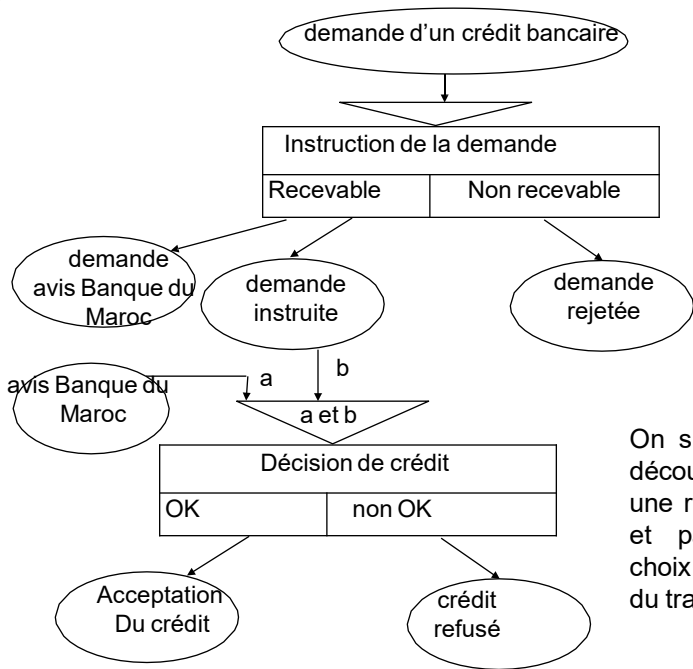 demande d'un crédit bancaire
Instruction de la demande
Recevable
Non recevable
demande
avis Banque du
Maroc
demande
instruite
demande
rejetée
avis Banque du
Maroc
a
b
a et b
Décision de crédit
OK
non OK
Acceptation
Du crédit
crédit
refusé
On s
décou
une r
et p
choix
du tra